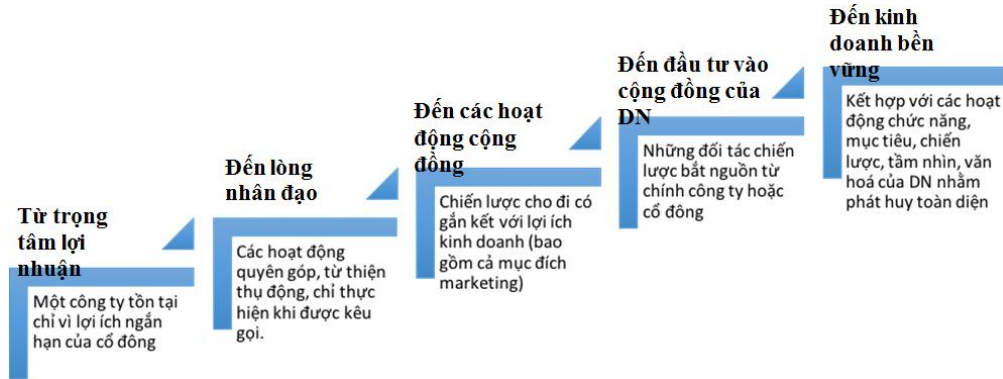 Từ trọng
tâm lợi
nhuận
Một công ty tồn tại
chỉ vì lợi ích ngắn
hạn của cổ đông
Đến lòng
nhân đạo
Các hoạt động
quyên góp, từ thiện
thụ động, chỉ thực
hiện khi được kêu
gọi.
Đến các hoạt
động cộng
đồng
Chiến lược cho đi có
gắn kết với lợi ích
kinh doanh (bao
gồm cả mục đích
marketing)
Đến đầu tư vào
cộng đồng của
DN
Những đối tác chiến
lược bắt nguồn từ
chính công ty hoặc
cổ đông
Đến kinh
doanh bền
vững
Kết hợp với các hoạt
động chức năng,
mục tiêu, chiến
lược, tầm nhìn, văn
hoá của DN nhằm
phát huy toàn diện